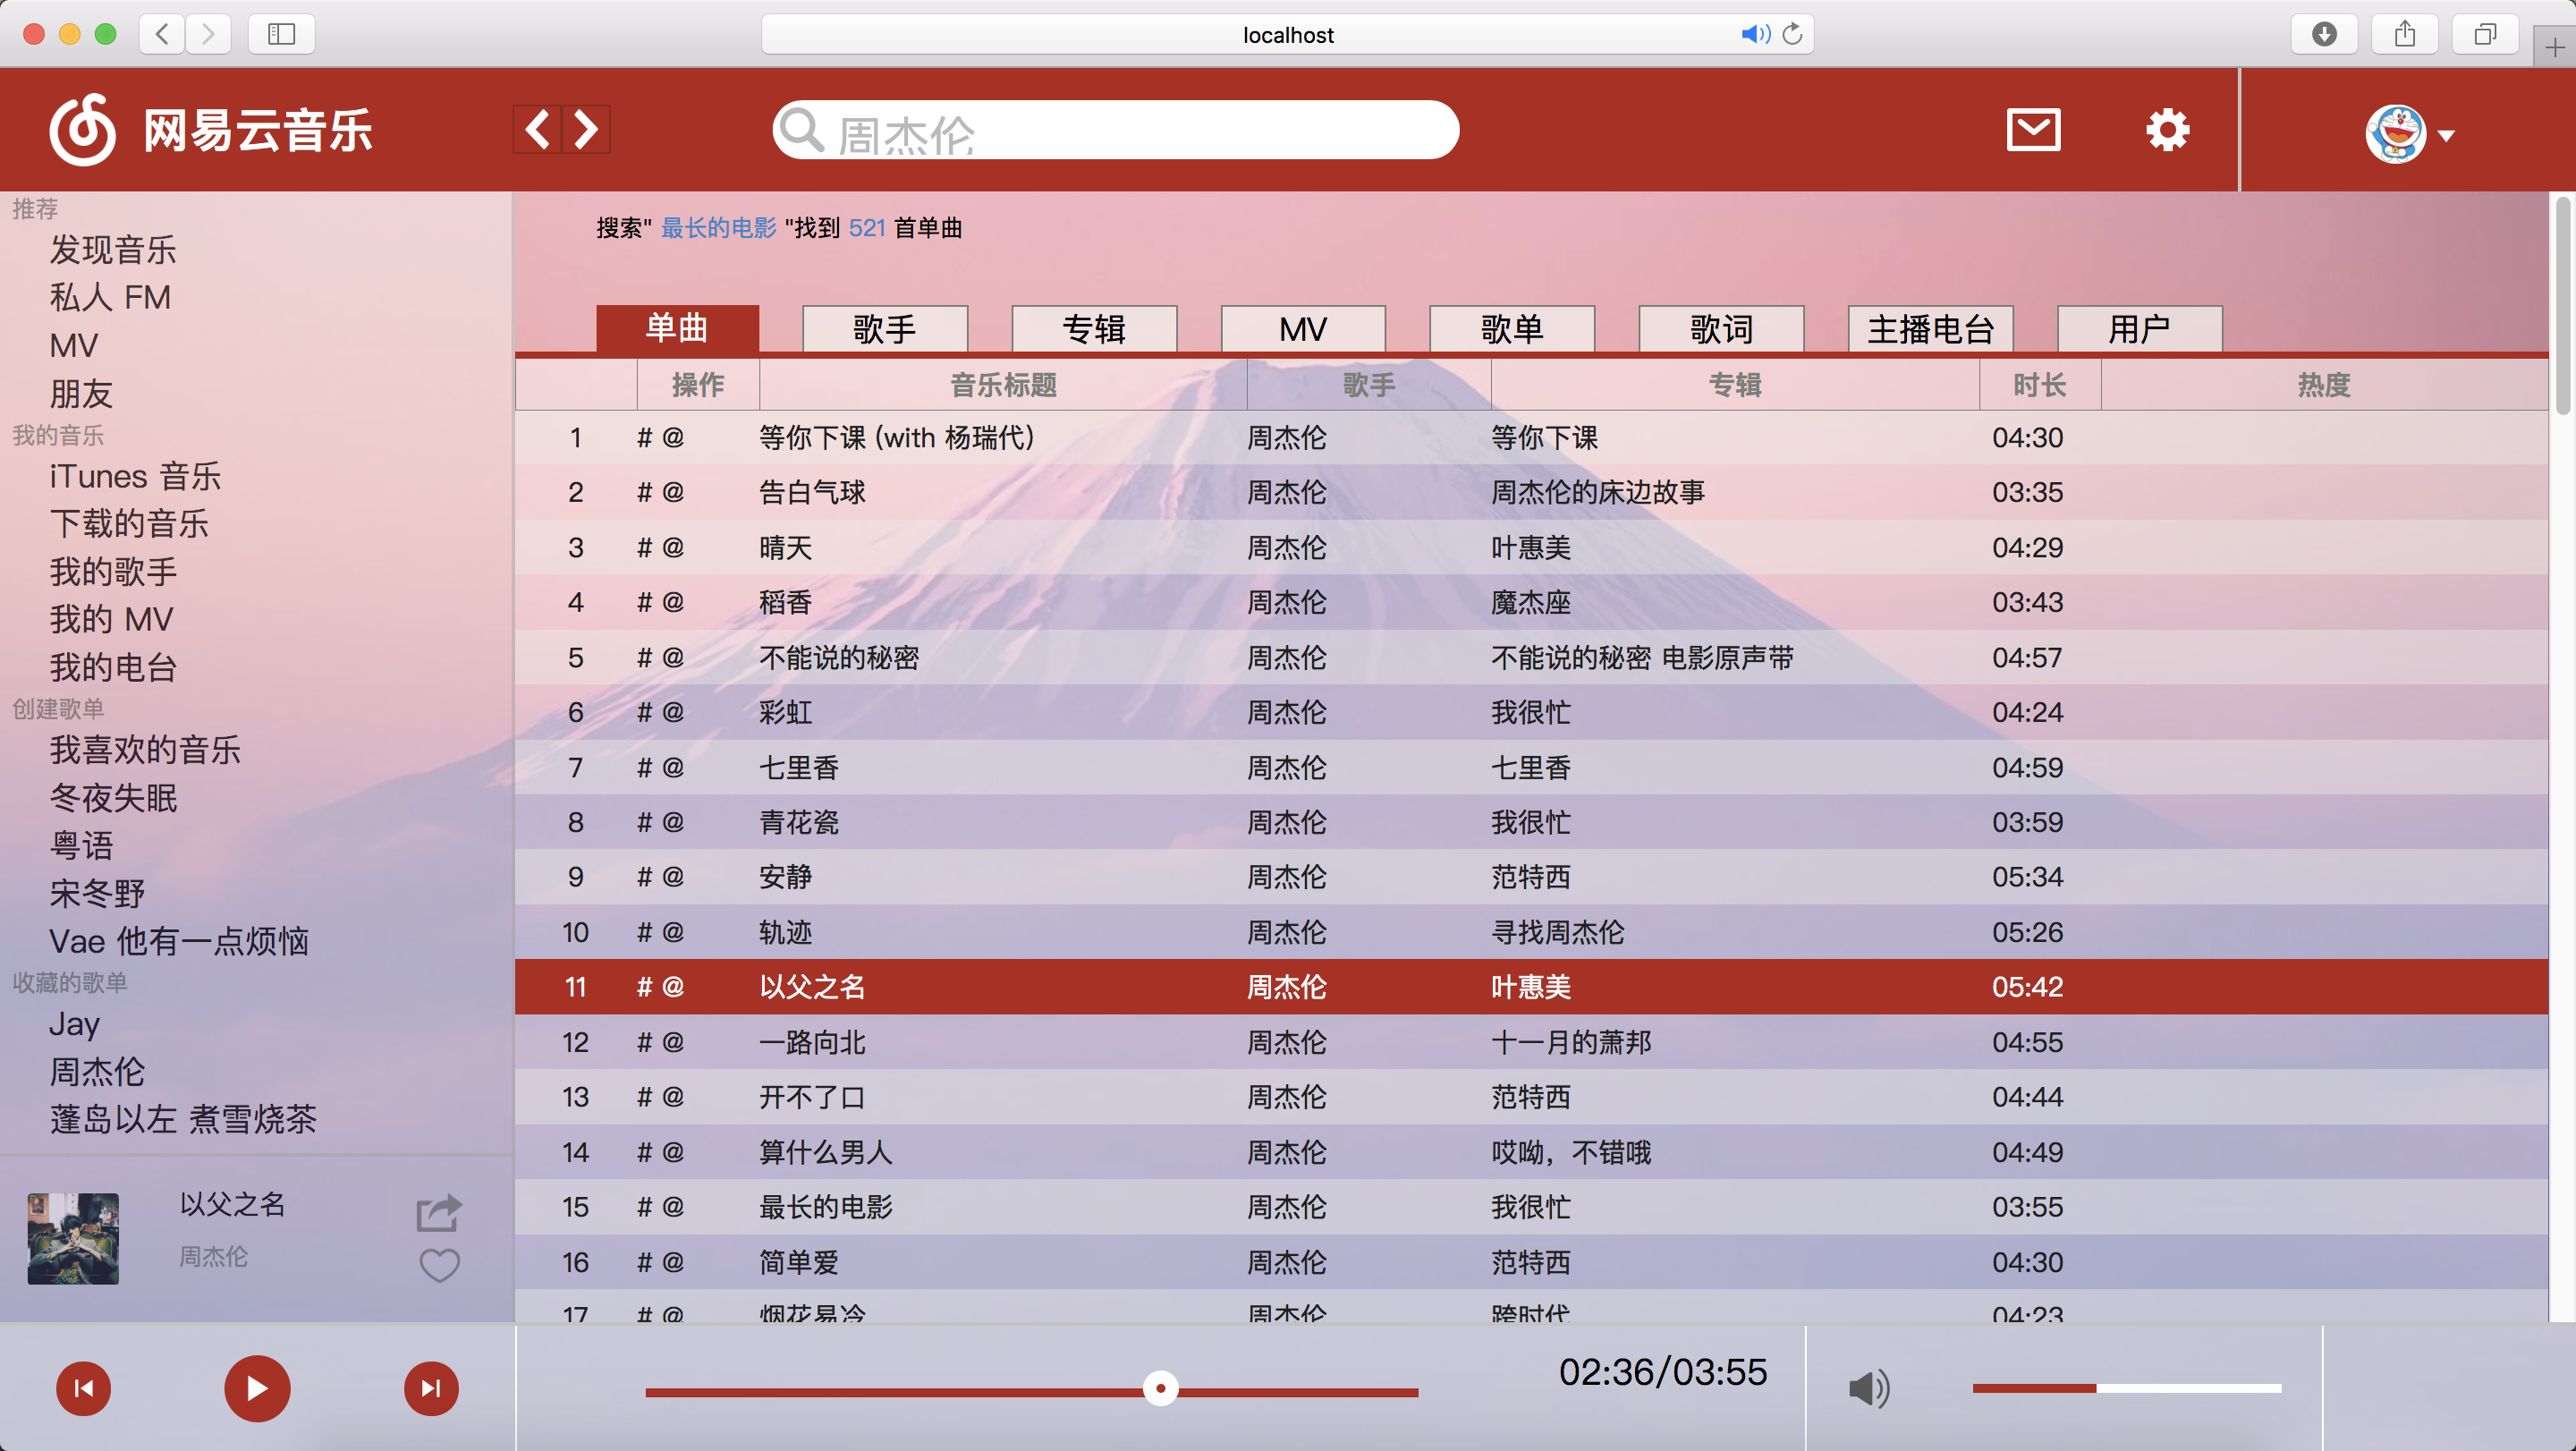 localhost
网易云音乐
周杰伦
推荐
发现音乐
私人 FM
MV
朋友
我的音乐
iTunes 音乐
下载的音乐
我的歌手
我的 MV
我的电台
创建歌单
我喜欢的音乐
冬夜失眠
粤语
宋冬野
Vae 他有一点烦恼
收藏的歌单
Jay
周杰伦
蓬岛以左 煮雪烧茶
以父之名
周杰伦
搜索" 最长的电影 "找到 521 首单曲
单曲 歌手 专辑 MV 歌单 歌词 主播电台 用户
操作 音乐标题 歌手 专辑 时长 热度
1 # @ 等你下课 (with 杨瑞代) 周杰伦 等你下课 04:30
2 # @ 告白气球 周杰伦 周杰伦的床边故事 03:35
3 # @ 晴天 周杰伦 叶惠美 04:29
4 # @ 稻香 周杰伦 魔杰座 03:43
5 # @ 不能说的秘密 周杰伦 不能说的秘密 电影原声带 04:57
6 # @ 彩虹 周杰伦 我很忙 04:24
7 # @ 七里香 周杰伦 七里香 04:59
8 # @ 青花瓷 周杰伦 我很忙 03:59
9 # @ 安静 周杰伦 范特西 05:34
10 # @ 轨迹 周杰伦 寻找周杰伦 05:26
11 # @ 以父之名 周杰伦 叶惠美 05:42
12 # @ 一路向北 周杰伦 十一月的萧邦 04:55
13 # @ 开不了口 周杰伦 范特西 04:44
14 # @ 算什么男人 周杰伦 哎呦，不错哦 04:49
15 # @ 最长的电影 周杰伦 我很忙 03:55
16 # @ 简单爱 周杰伦 范特西 04:30
17 # @ 烟花易冷 周杰伦 跨时代 04:23
02:36/03:55